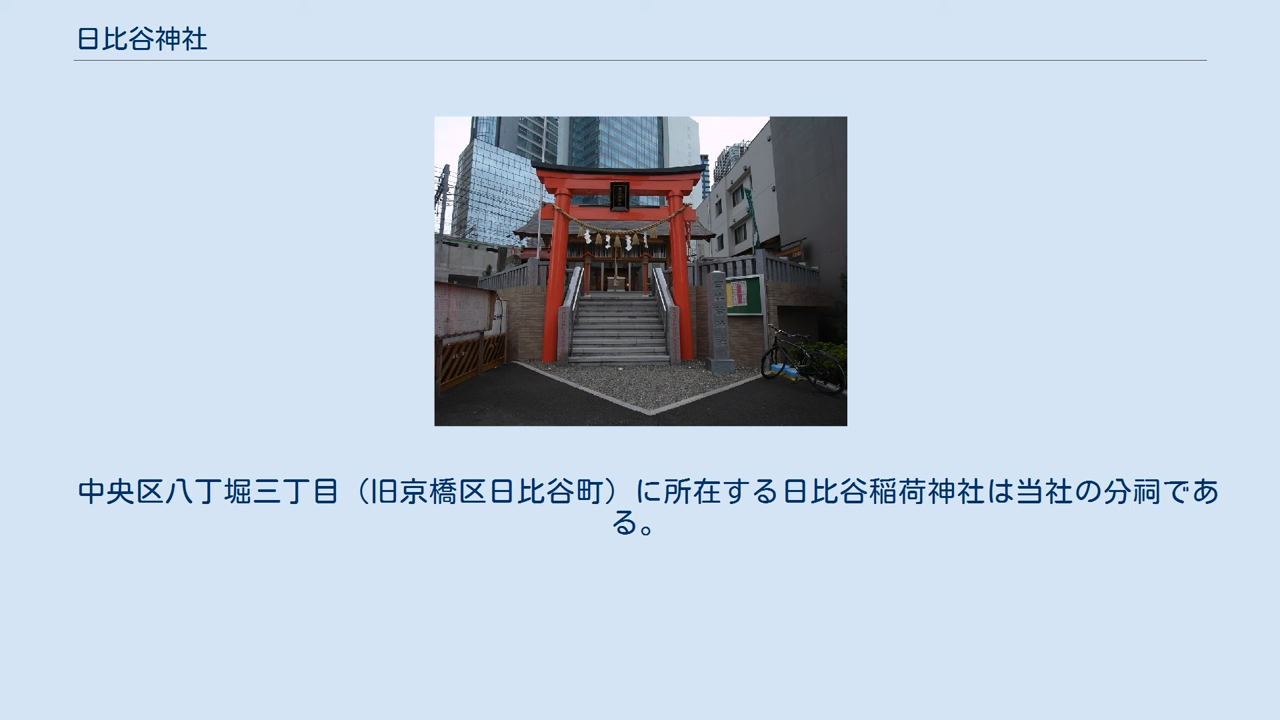 日比谷神社
中央区八丁堀三丁目（旧京橋区日比谷町）に所在する日比谷稲荷神社は当社の分祠であ
る。